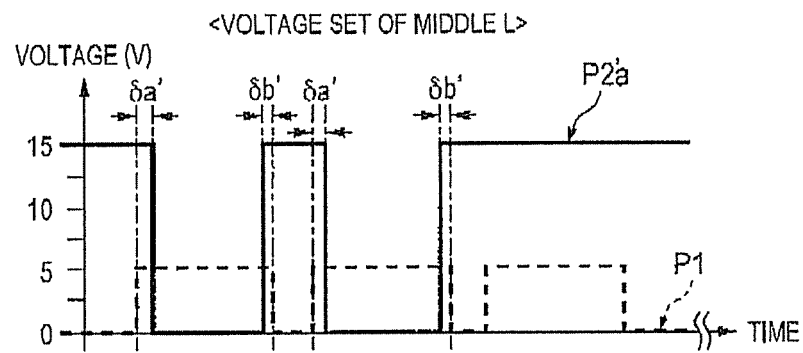 <VOLTAGE SET OF MIDDLE L>
VOLTAGE (V)
δa' δb' δa' δb' P2'a
15
10
5
P1
0
TIME